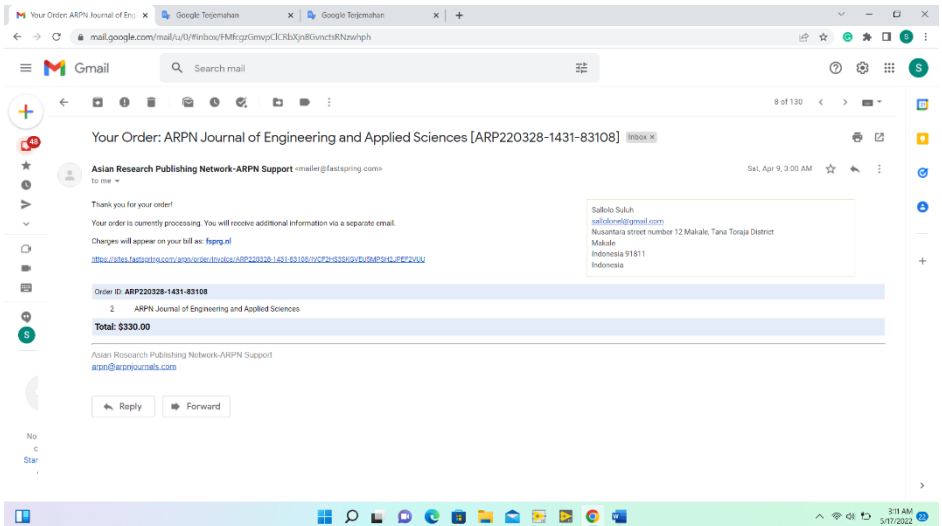 Your Order: ARPN Journal of Eng
Google Terjemahan
Google Terjemahan
mail.google.com/mail/u/0/#inbox/FMfcgzGmvpClCRbXjn8GvnctsRNzwhph
Gmail
Search mail
S
8 of 130
48
Your Order: ARPN Journal of Engineering and Applied Sciences [ARP220328-1431-83108] Inbox ×
Asian Research Publishing Network-ARPN Support <mailer@fastspring.com>
Sat, Apr 9, 3:00 AM
to me
Thank you for your order!
Your order is currently processing. You will receive additional information via a separate email.
Charges will appear on your bill as: fsprg.nl
Sallolo Suluh
sallolonel@gmail.com
Nusantara street number 12 Makale, Tana Toraja District
Makale
Indonesia 91811
Indonesia
Order ID: ARP220328-1431-83108
2 ARPN Journal of Engineering and Applied Sciences
Total: $330.00
Asian Research Publishing Network-ARPN Support
arpn@arpnjournals.com
Reply
Forward
S
No
c
Star
3:11 AM
5/17/2022
22